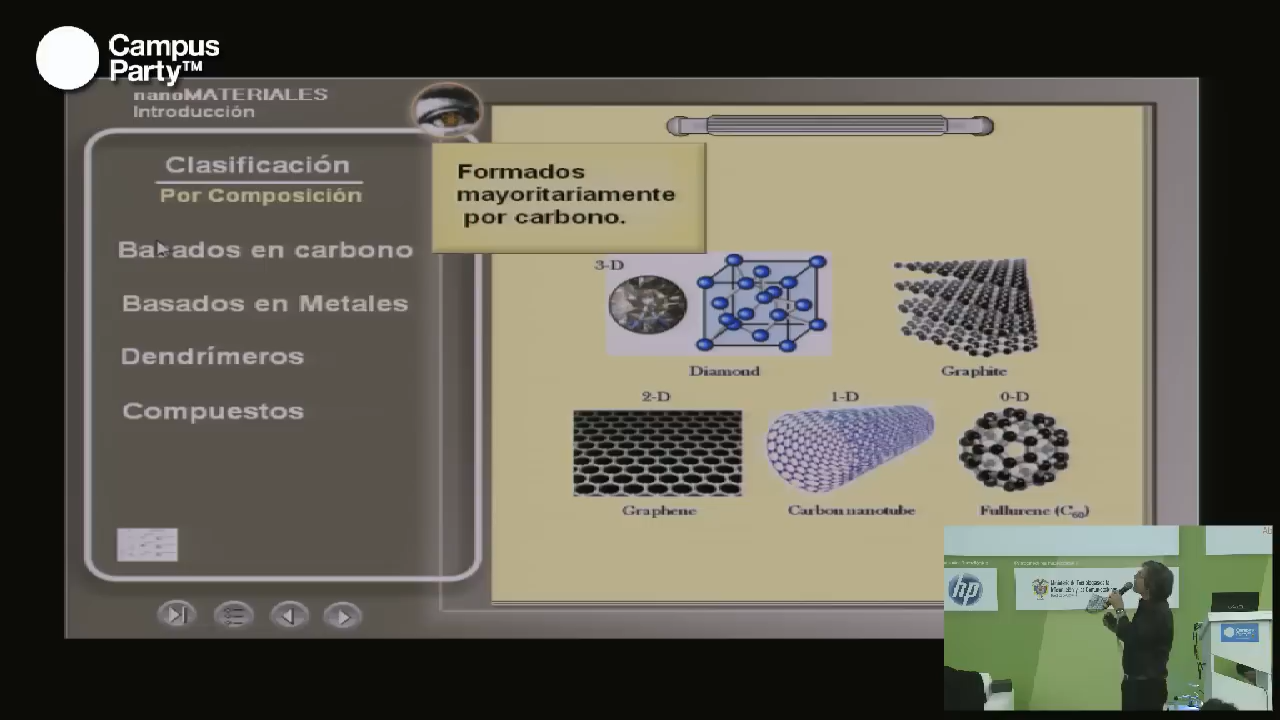 Campus
Party™
nanoMATERIALES
Introducción
Clasificación
Por Composición
Basados en carbono
Basados en Metales
Dendrímeros
Compuestos
Formados
mayoritariamente
por carbono.
3-D
Diamond
Graphite
2-D
1-D
0-D
Graphene
Carbon nanotube
Fullurene (C60)
hp